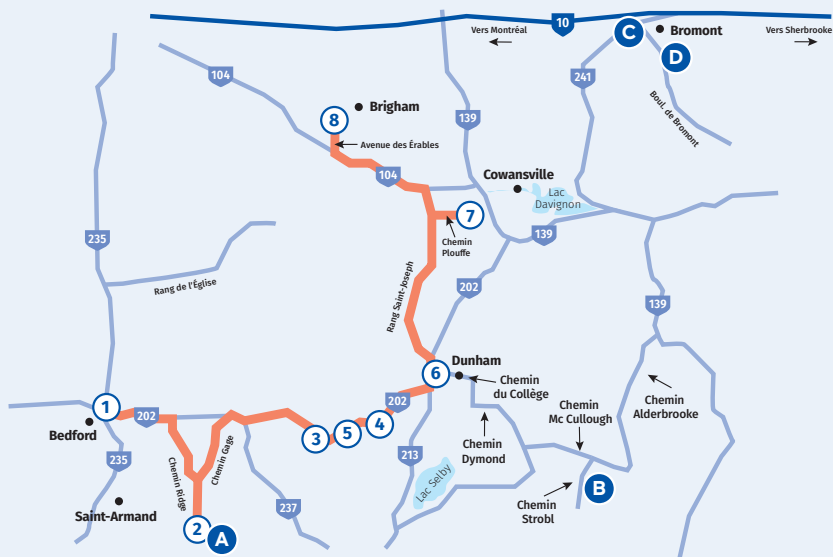 10
Vers Montréal
C
Bromont
Vers Sherbrooke
D
104
241
Boul. de Bromont
Brigham
139
8
Avenue des Érables
104
Cowansville
Lac
Davignon
7
Chemin
Plouffe
139
235
Rang de l'Église
Rang Saint-Joseph
202
139
6
Dunham
Chemin
du Collège
Chemin
Alderbrooke
1
202
Bedford
202
3
5
4
Chemin
Mc Cullough
Chemin Ridge
Chemin Gage
Chemin
Dymond
213
235
Lac Selby
Saint-Armand
237
B
Chemin
Strobl
2
A